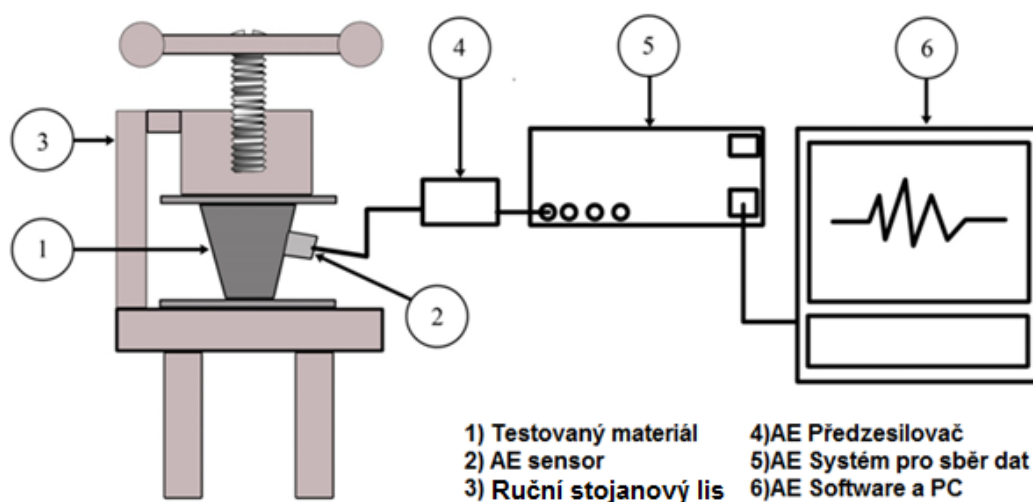 4
5
6
3
1
2
1) Testovaný materiál
2) AE sensor
3) Ruční stojanový lis
4)AE Předzesilovač
5)AE Systém pro sběr dat
6)AE Software a PC